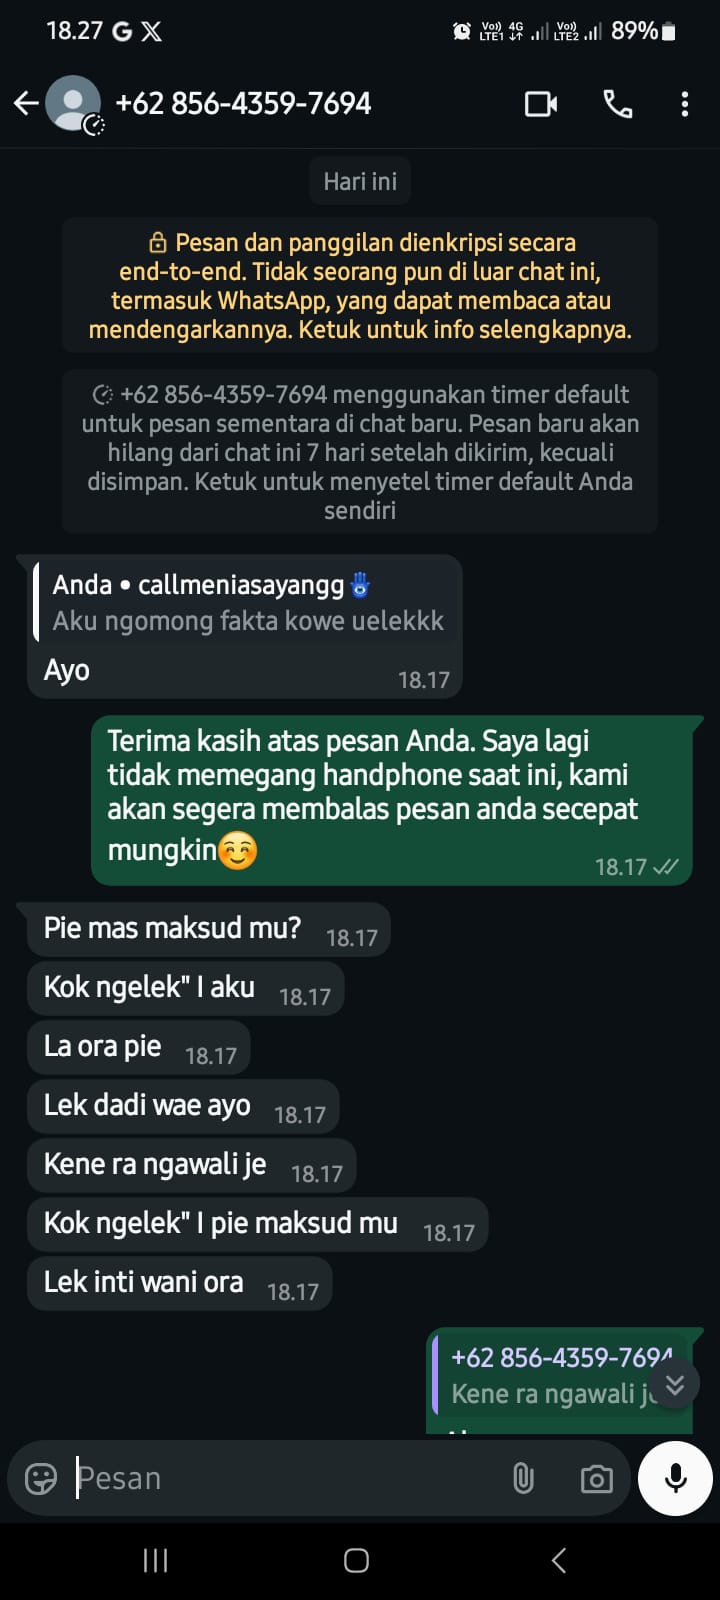 18.27 G X Vo)) LTE1 4G Vo)) LTE2 89%
+62 856-4359-7694
Hari ini
Pesan dan panggilan dienkripsi secara
end-to-end. Tidak seorang pun di luar chat ini,
termasuk WhatsApp, yang dapat membaca atau
mendengarkannya. Ketuk untuk info selengkapnya.
+62 856-4359-7694 menggunakan timer default
untuk pesan sementara di chat baru. Pesan baru akan
hilang dari chat ini 7 hari setelah dikirim, kecuali
disimpan. Ketuk untuk menyetel timer default Anda
sendiri
Anda • callmeniasayangg🪬
Aku ngomong fakta kowe uelekkk
Ayo 18.17
Terima kasih atas pesan Anda. Saya lagi
tidak memegang handphone saat ini, kami
akan segera membalas pesan anda secepat
mungkin☺️ 18.17
Pie mas maksud mu? 18.17
Kok ngelek" I aku 18.17
La ora pie 18.17
Lek dadi wae ayo 18.17
Kene ra ngawali je 18.17
Kok ngelek" I pie maksud mu 18.17
Lek inti wani ora 18.17
+62 856-4359-7694
Kene ra ngawali
Pesan